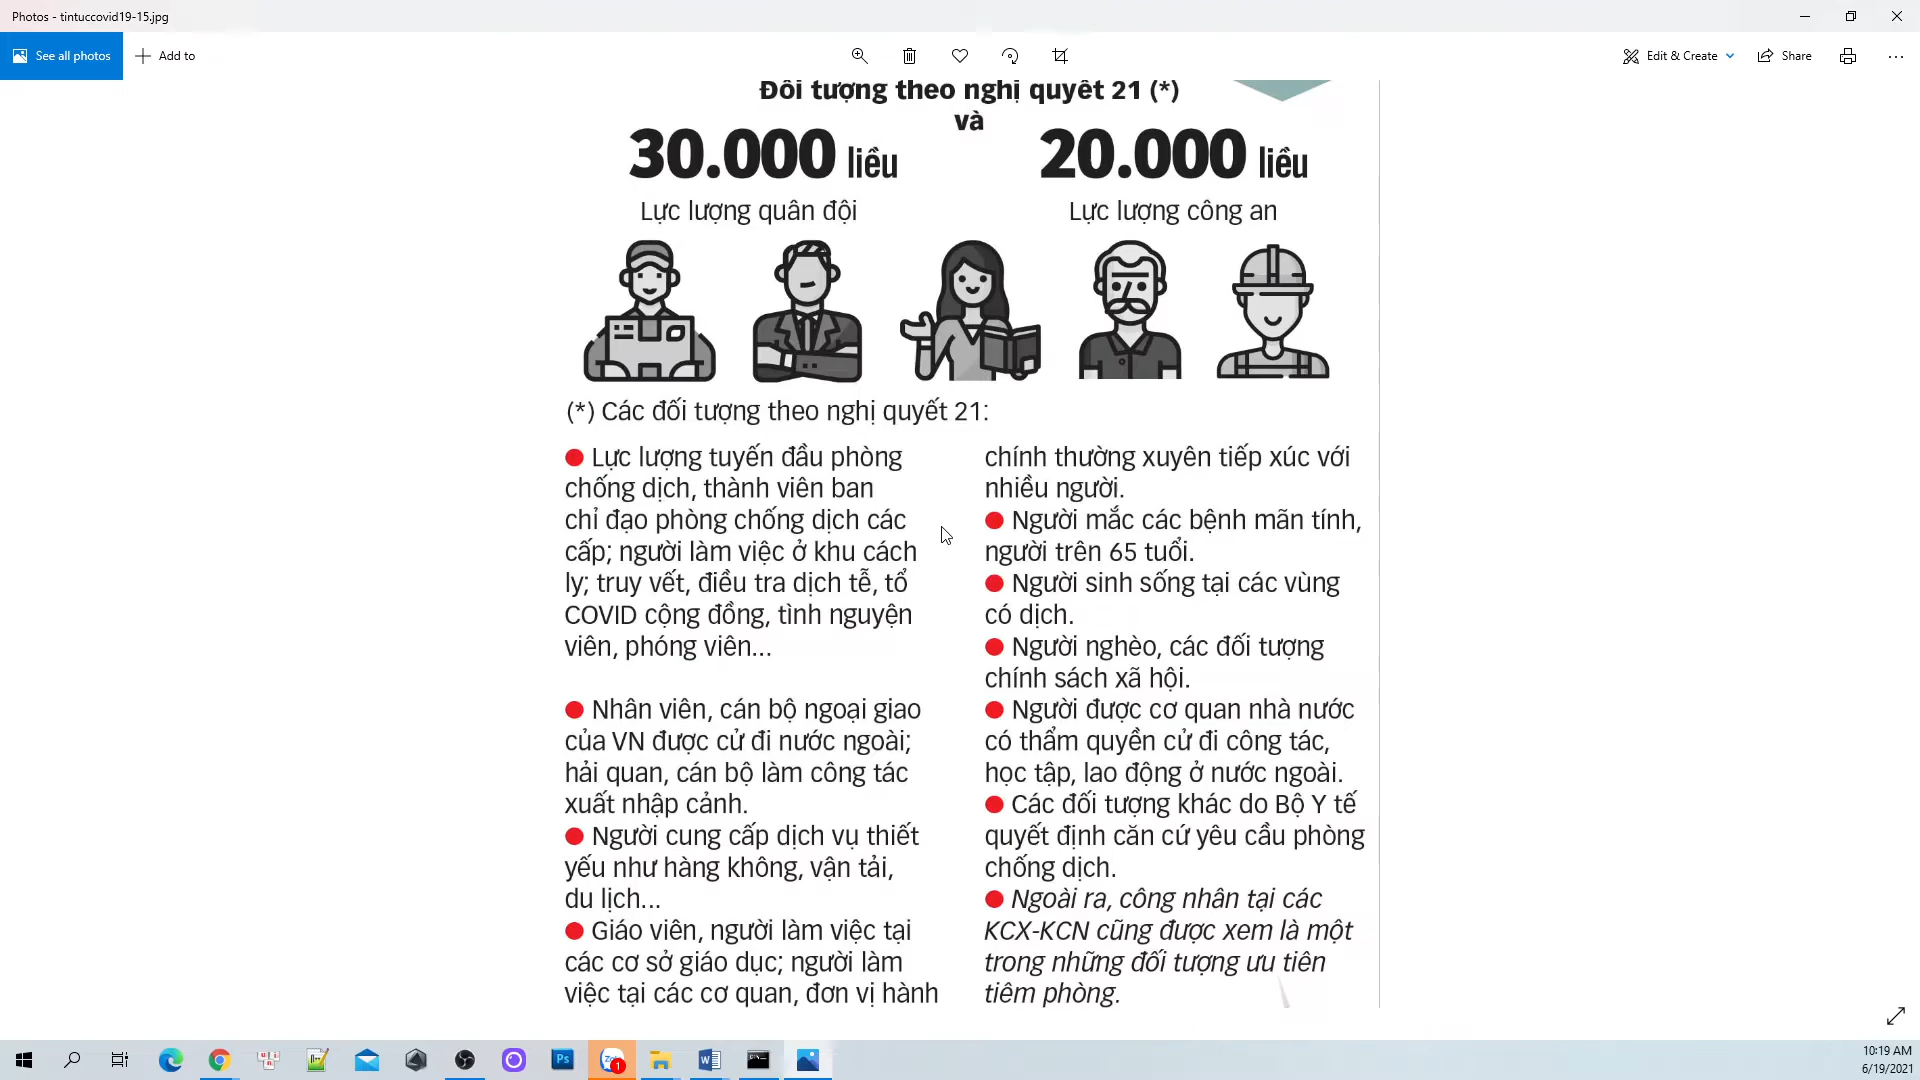 Photos - tintuccovid19-15.jpg
See all photos
Add to
Edit & Create
Share
Đối tượng theo nghị quyết 21 (*)
và
30.000 liều
20.000 liều
Lực lượng quân đội
Lực lượng công an
(*) Các đối tượng theo nghị quyết 21:
● Lực lượng tuyến đầu phòng
chống dịch, thành viên ban
chỉ đạo phòng chống dịch các
cấp; người làm việc ở khu cách
ly; truy vết, điều tra dịch tễ, tổ
COVID cộng đồng, tình nguyện
viên, phóng viên...
● Nhân viên, cán bộ ngoại giao
của VN được cử đi nước ngoài;
hải quan, cán bộ làm công tác
xuất nhập cảnh.
● Người cung cấp dịch vụ thiết
yếu như hàng không, vận tải,
du lịch...
● Giáo viên, người làm việc tại
các cơ sở giáo dục; người làm
việc tại các cơ quan, đơn vị hành
chính thường xuyên tiếp xúc với
nhiều người.
● Người mắc các bệnh mãn tính,
người trên 65 tuổi.
● Người sinh sống tại các vùng
có dịch.
● Người nghèo, các đối tượng
chính sách xã hội.
● Người được cơ quan nhà nước
có thẩm quyền cử đi công tác,
học tập, lao động ở nước ngoài.
● Các đối tượng khác do Bộ Y tế
quyết định căn cứ yêu cầu phòng
chống dịch.
● Ngoài ra, công nhân tại các
KCX-KCN cũng được xem là một
trong những đối tượng ưu tiên
tiêm phòng.
Ps
1
10:19 AM
6/19/2021